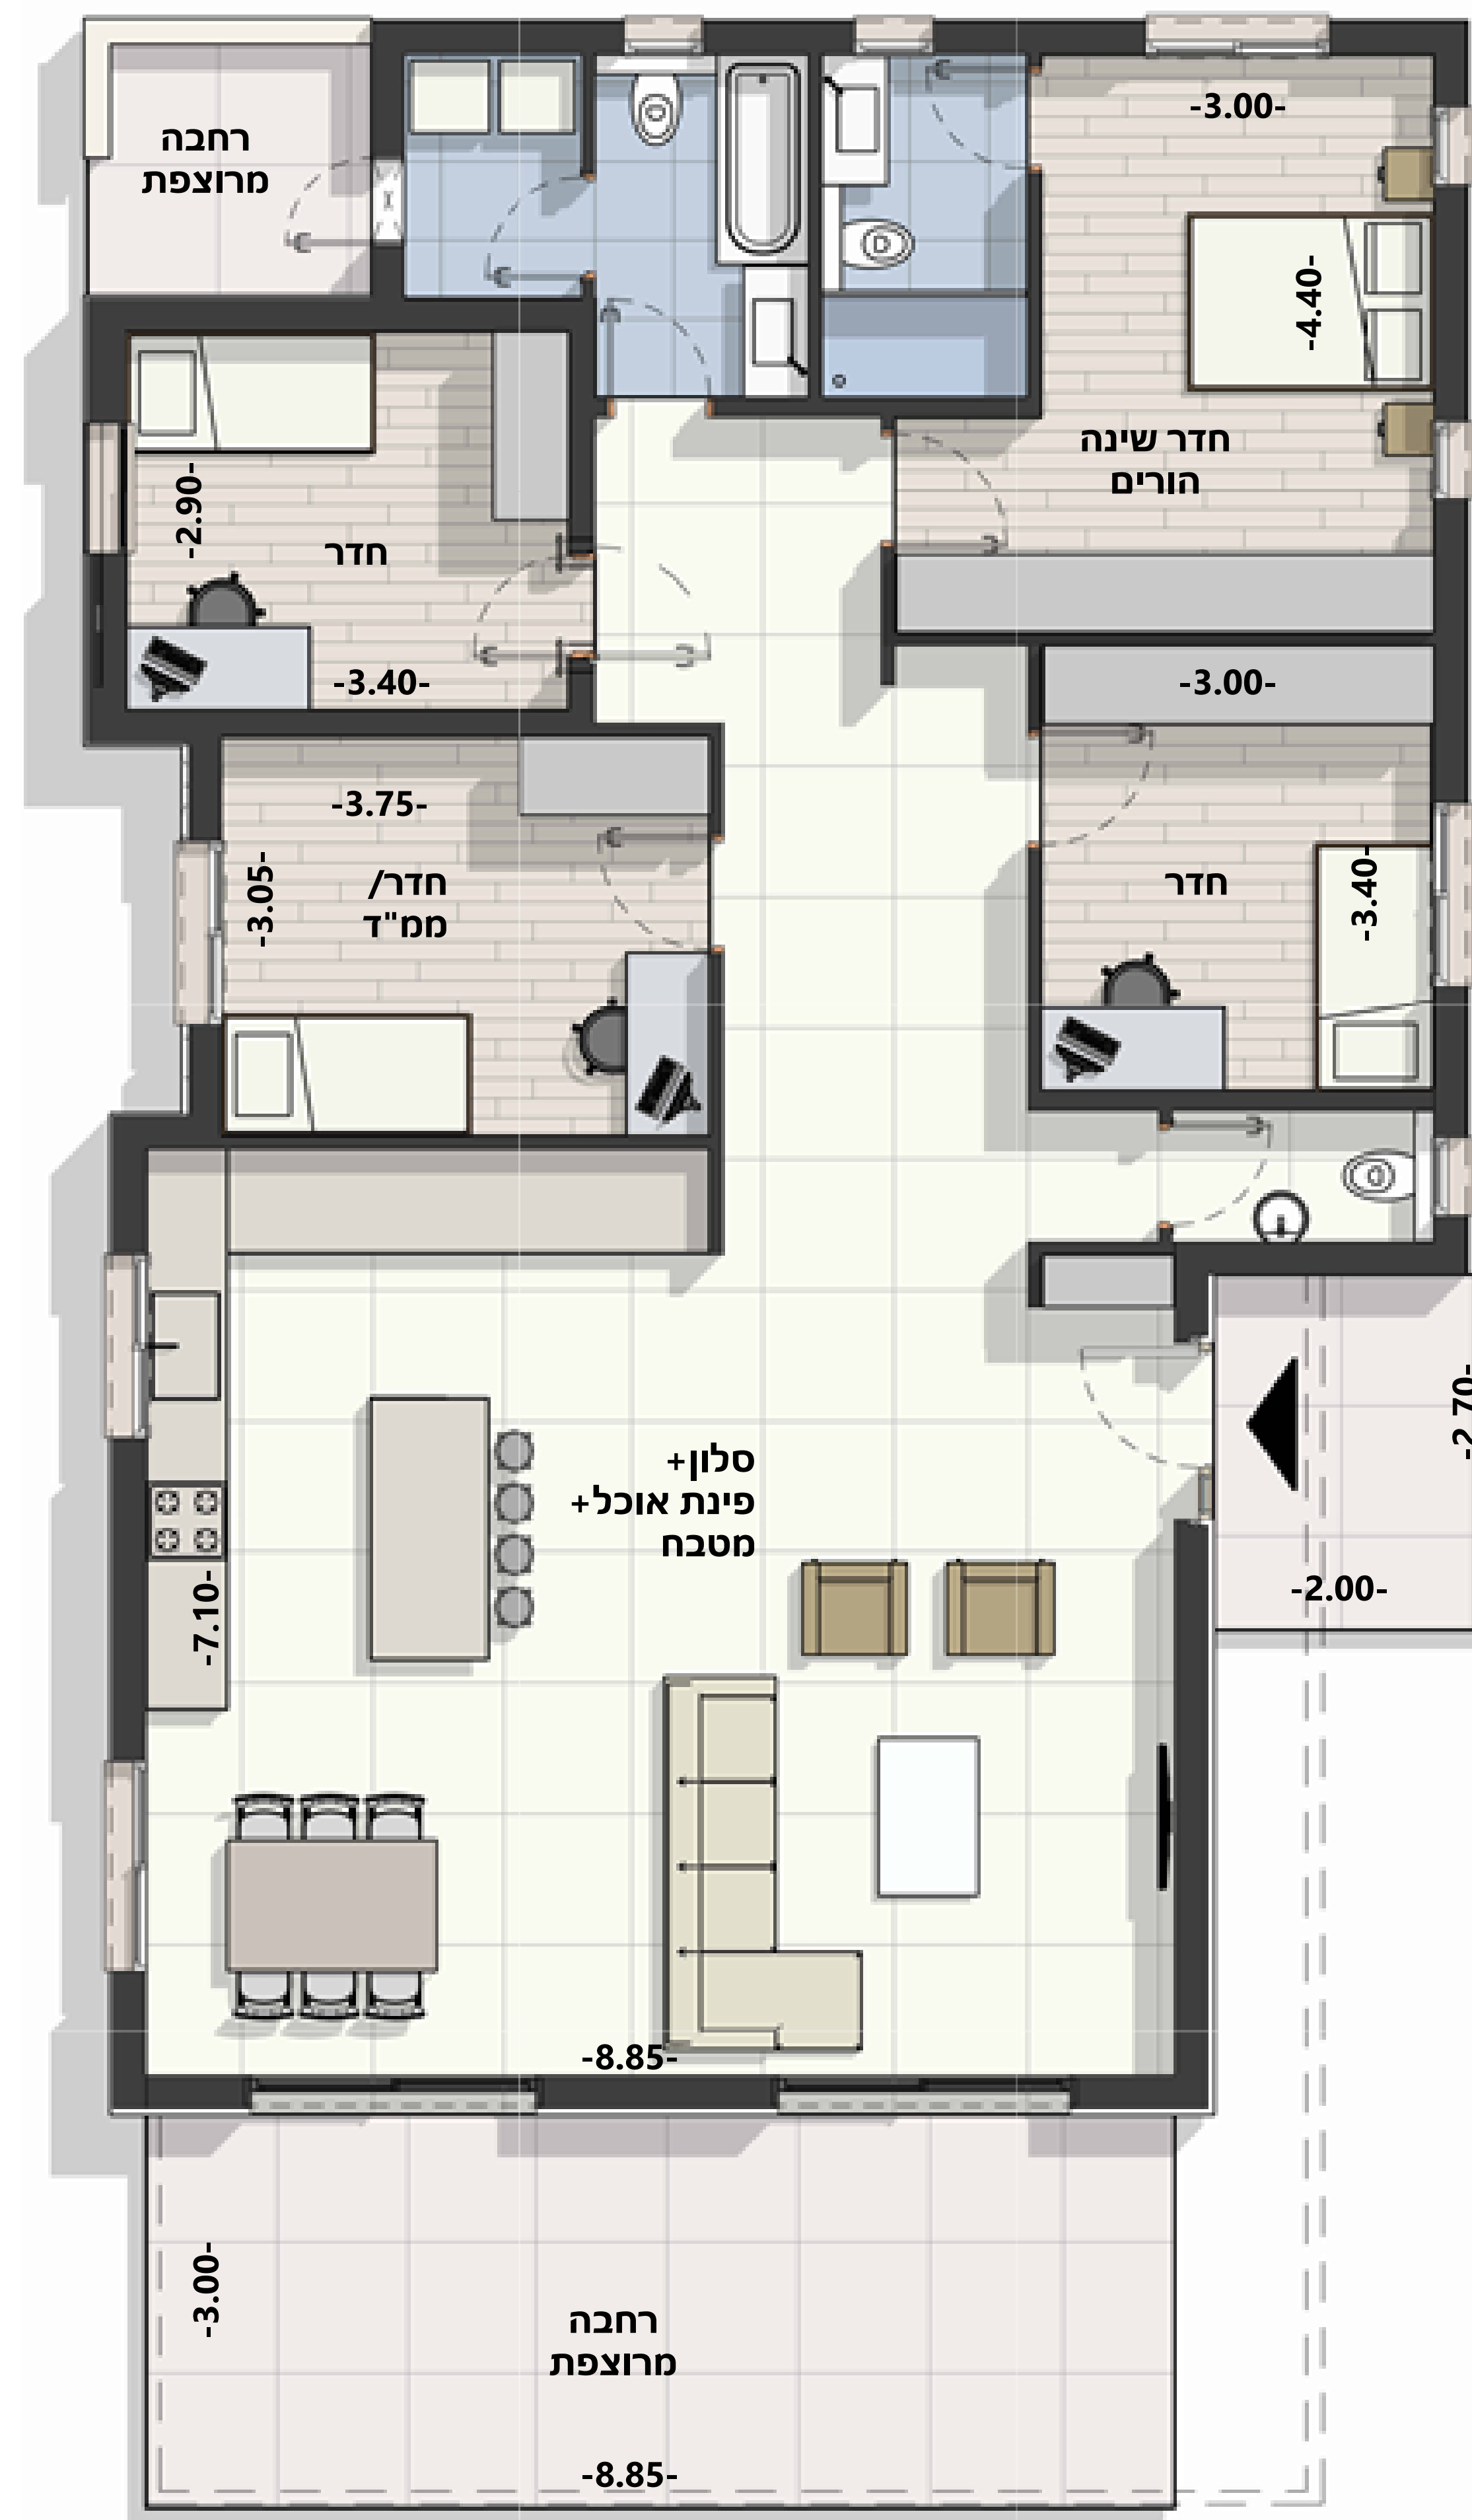 -3.00-
רחבה
מרוצפת
-4.40-
חדר שינה
הורים
-2.90-
חדר
-3.40-
-3.00-
-3.75-
-3.05-
חדר/
ממ"ד
חדר
-3.40-
-2.70-
סלון+
פינת אוכל+
מטבח
-7.10-
-2.00-
-8.85-
-3.00-
רחבה
מרוצפת
-8.85-